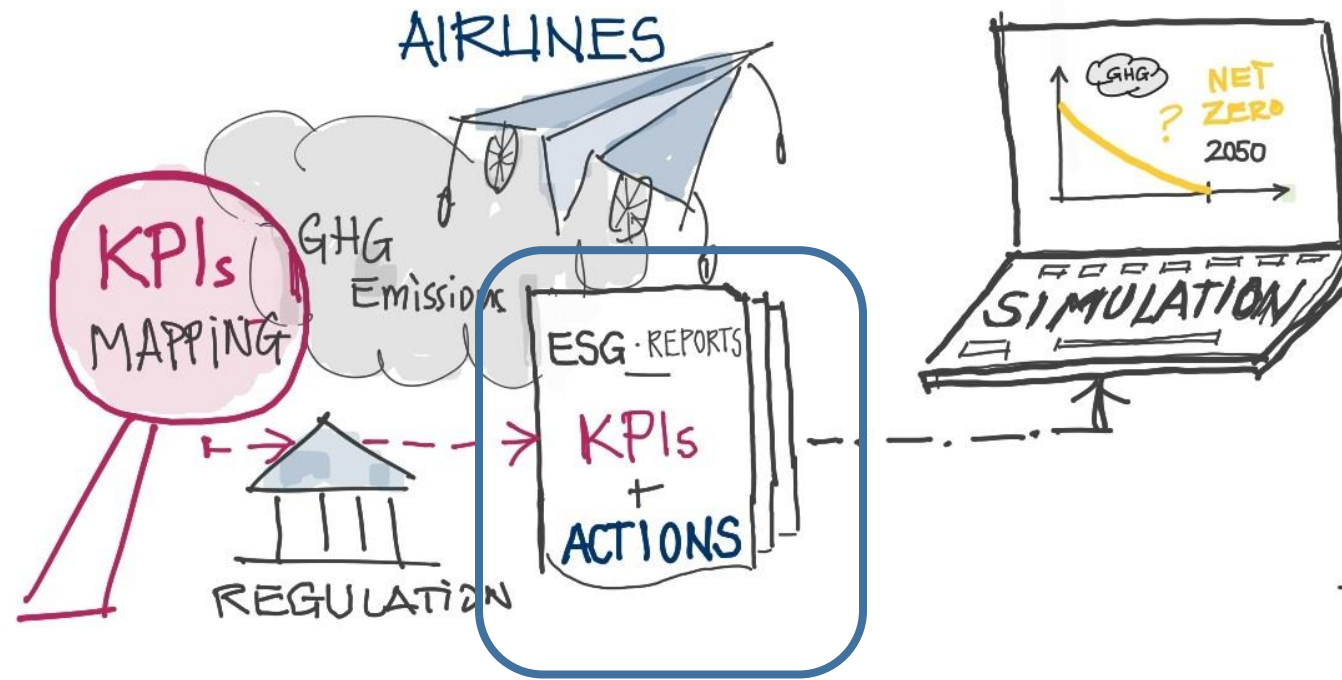 AIRLINES
KPIs
MAPPING
GHG
Emissions
REGULATION
ESG - REPORTS
KPIs
+
ACTIONS
GHG
?
NET
ZERO
2050
SIMULATION